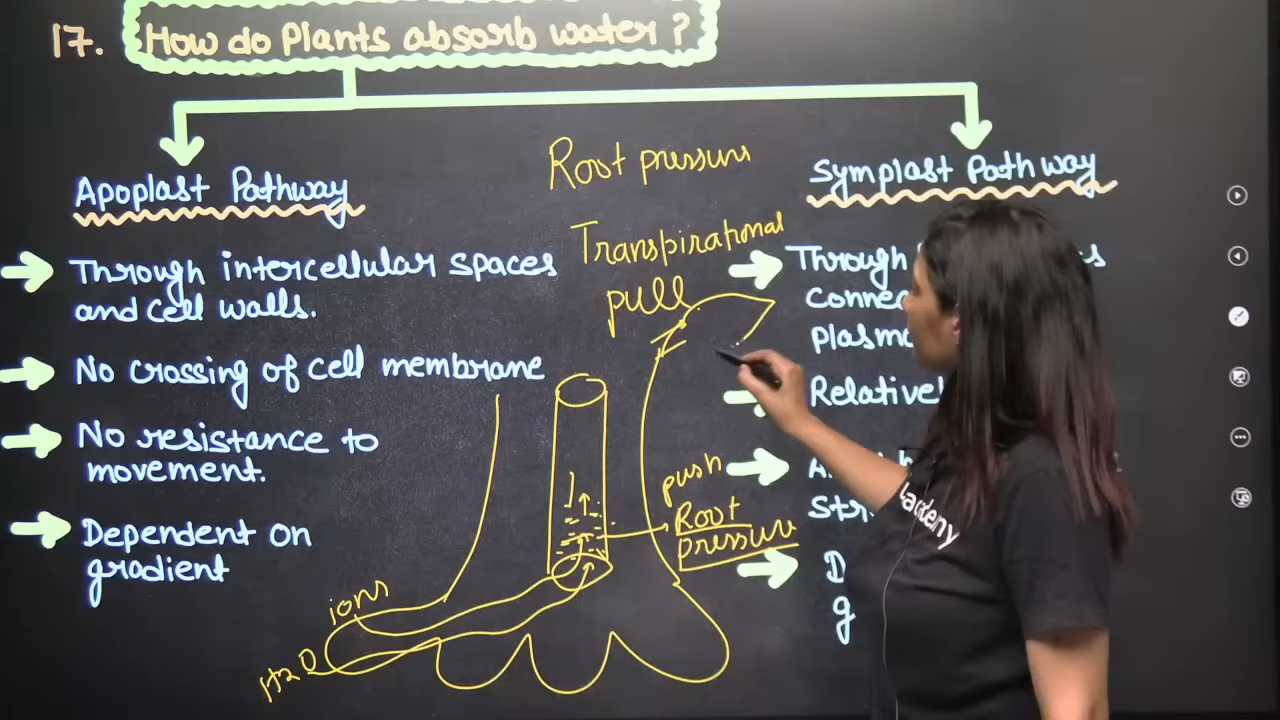 17. How do Plants absorb water?
Apoplast Pathway
Through intercellular spaces
and cell walls.
No crossing of cell membrane
No resistance to
movement.
Dependent on
gradient
Root pressure
Transpirational
pull
push
Root
pressure
ions
H2O
Symplast Pathway
Through